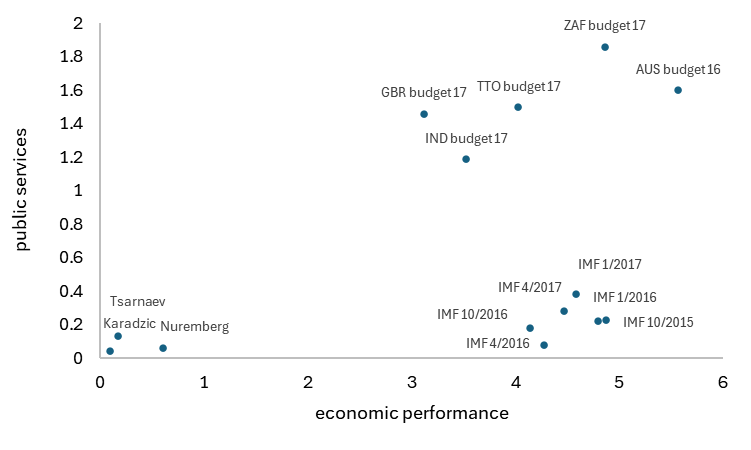 2
1.8
1.6
1.4
1.2
1
0.8
0.6
0.4
0.2
0
public services
ZAF budget17
AUS budget16
TTO budget17
GBR budget17
IND budget17
IMF 1/2017
IMF 4/2017
IMF 1/2016
IMF 10/2016
IMF 10/2015
IMF 4/2016
Tsarnaev
Karadzic
Nuremberg
0 1 2 3 4 5 6
economic performance